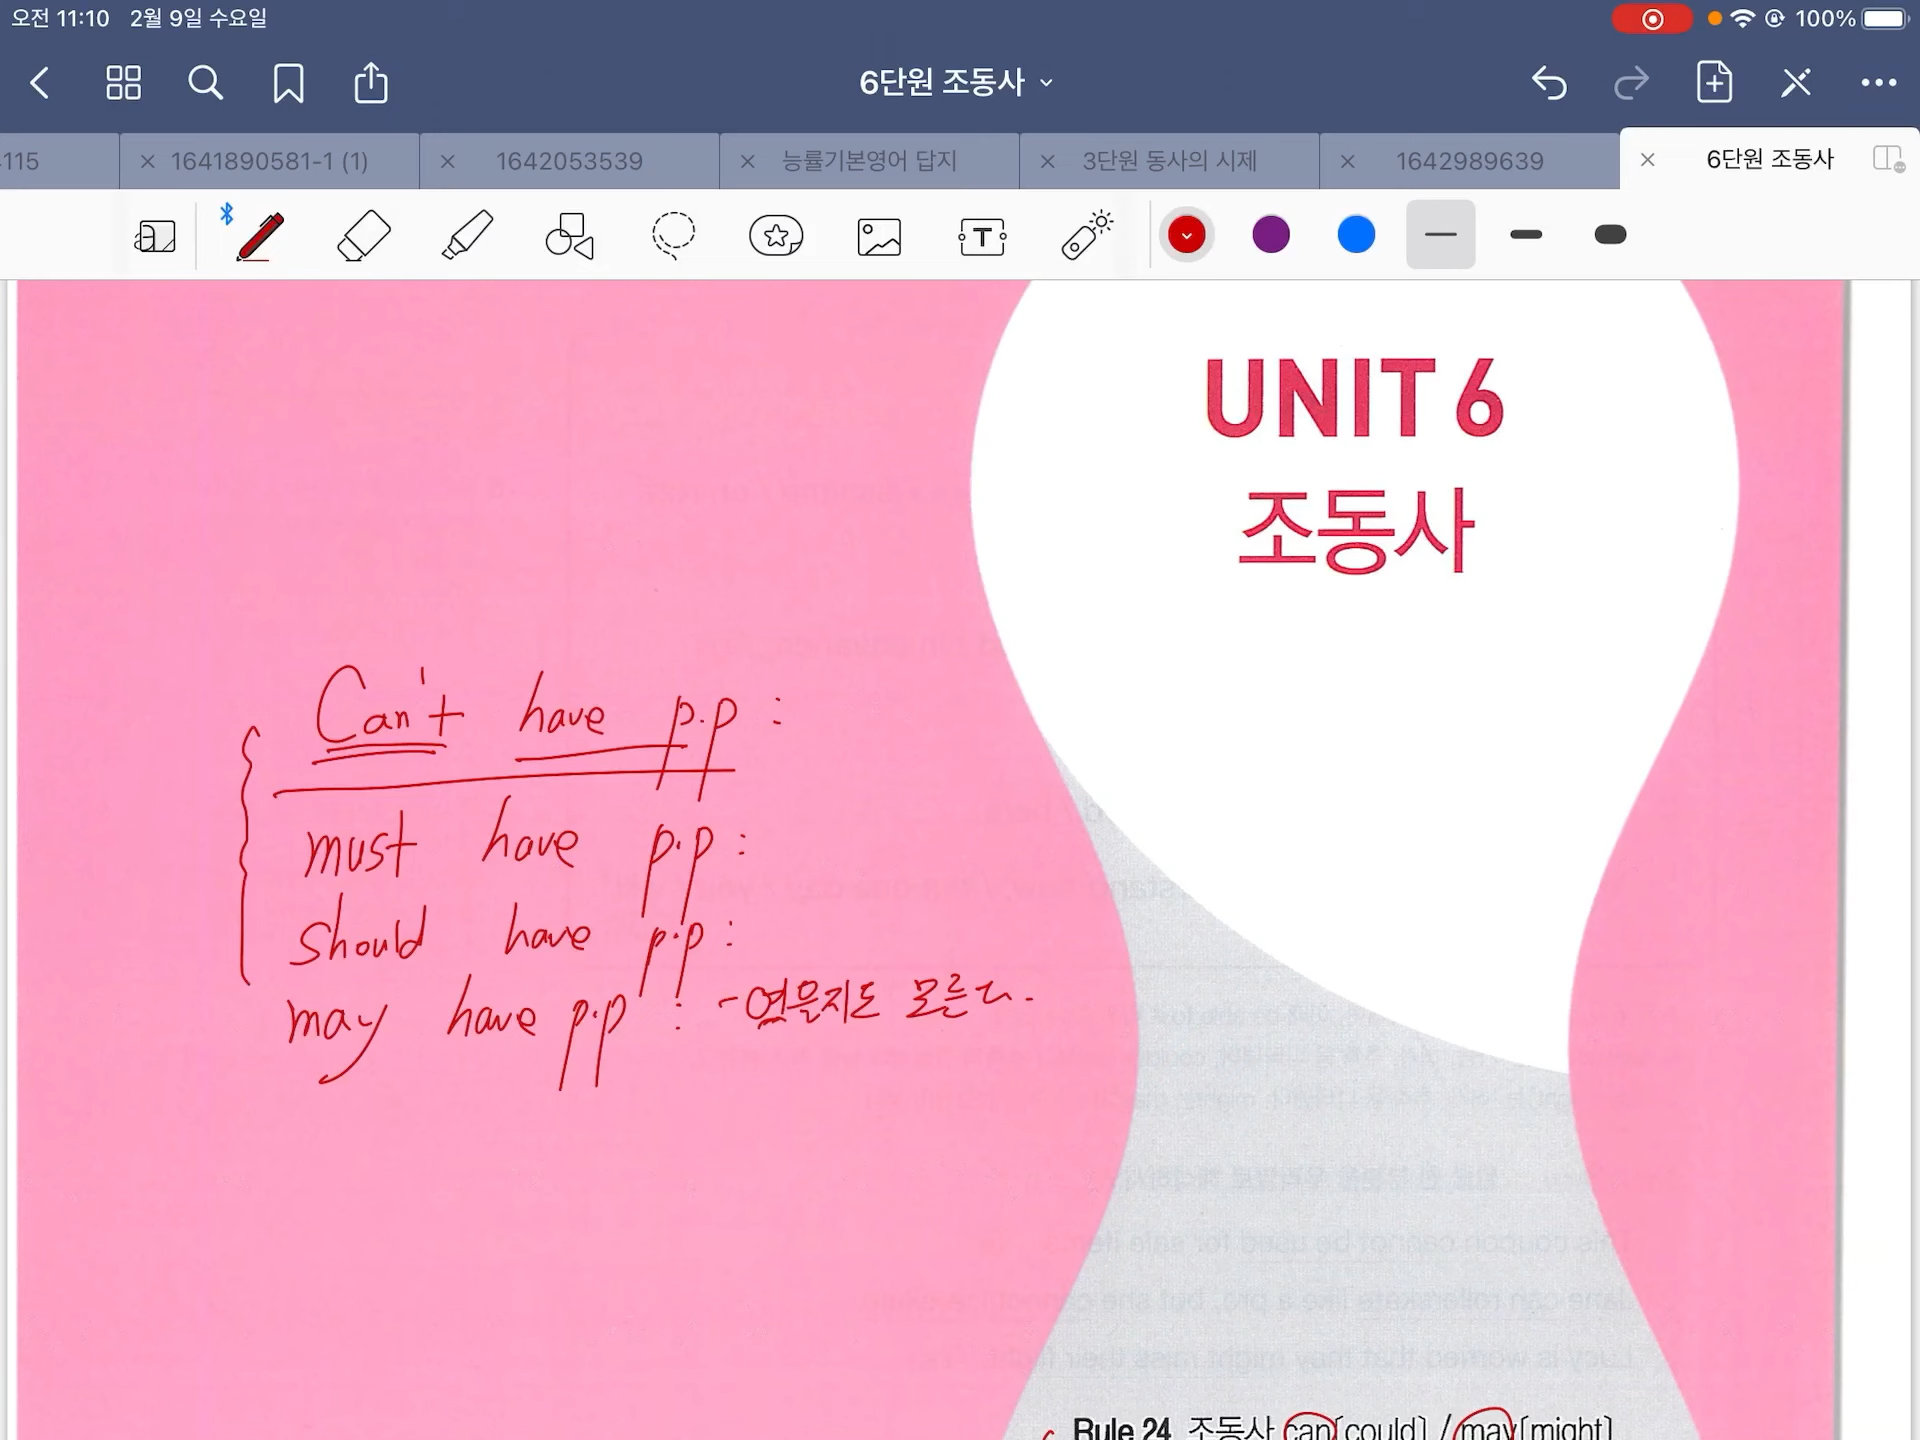 오전 11:10 2월 9일 수요일 100%
6단원 조동사
115 1641890581-1 (1) 1642053539 능률기본영어 답지 3단원 동사의 시제 1642989639 6단원 조동사
UNIT 6
조동사
Can't have p.p :
must have p.p :
should have p.p :
may have p.p : -였을지도 모른다.
Rule 24 조동사 can[could] / may[might]